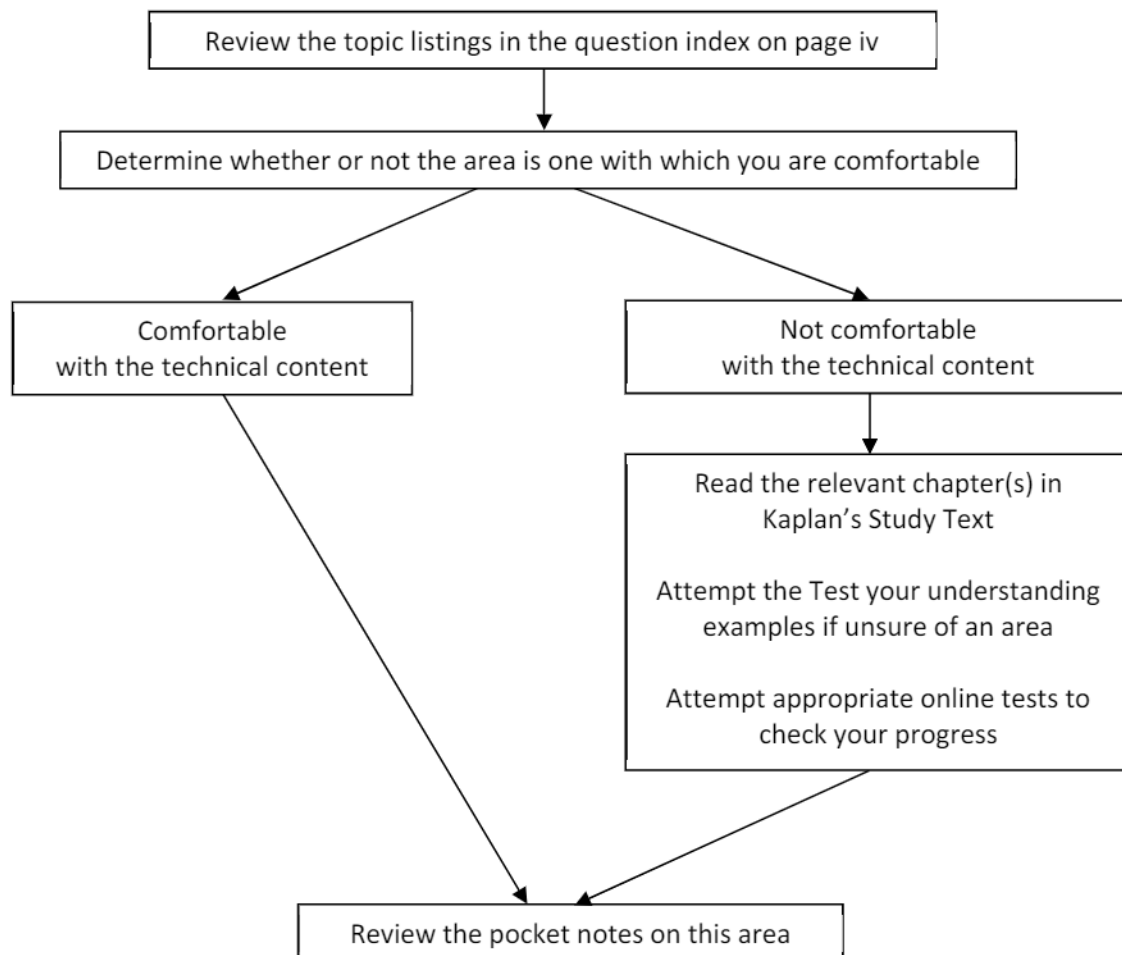 Review the topic listings in the question index on page iv
Determine whether or not the area is one with which you are comfortable
Comfortable
with the technical content
Not comfortable
with the technical content
Read the relevant chapter(s) in
Kaplan’s Study Text
Attempt the Test your understanding
examples if unsure of an area
Attempt appropriate online tests to
check your progress
Review the pocket notes on this area